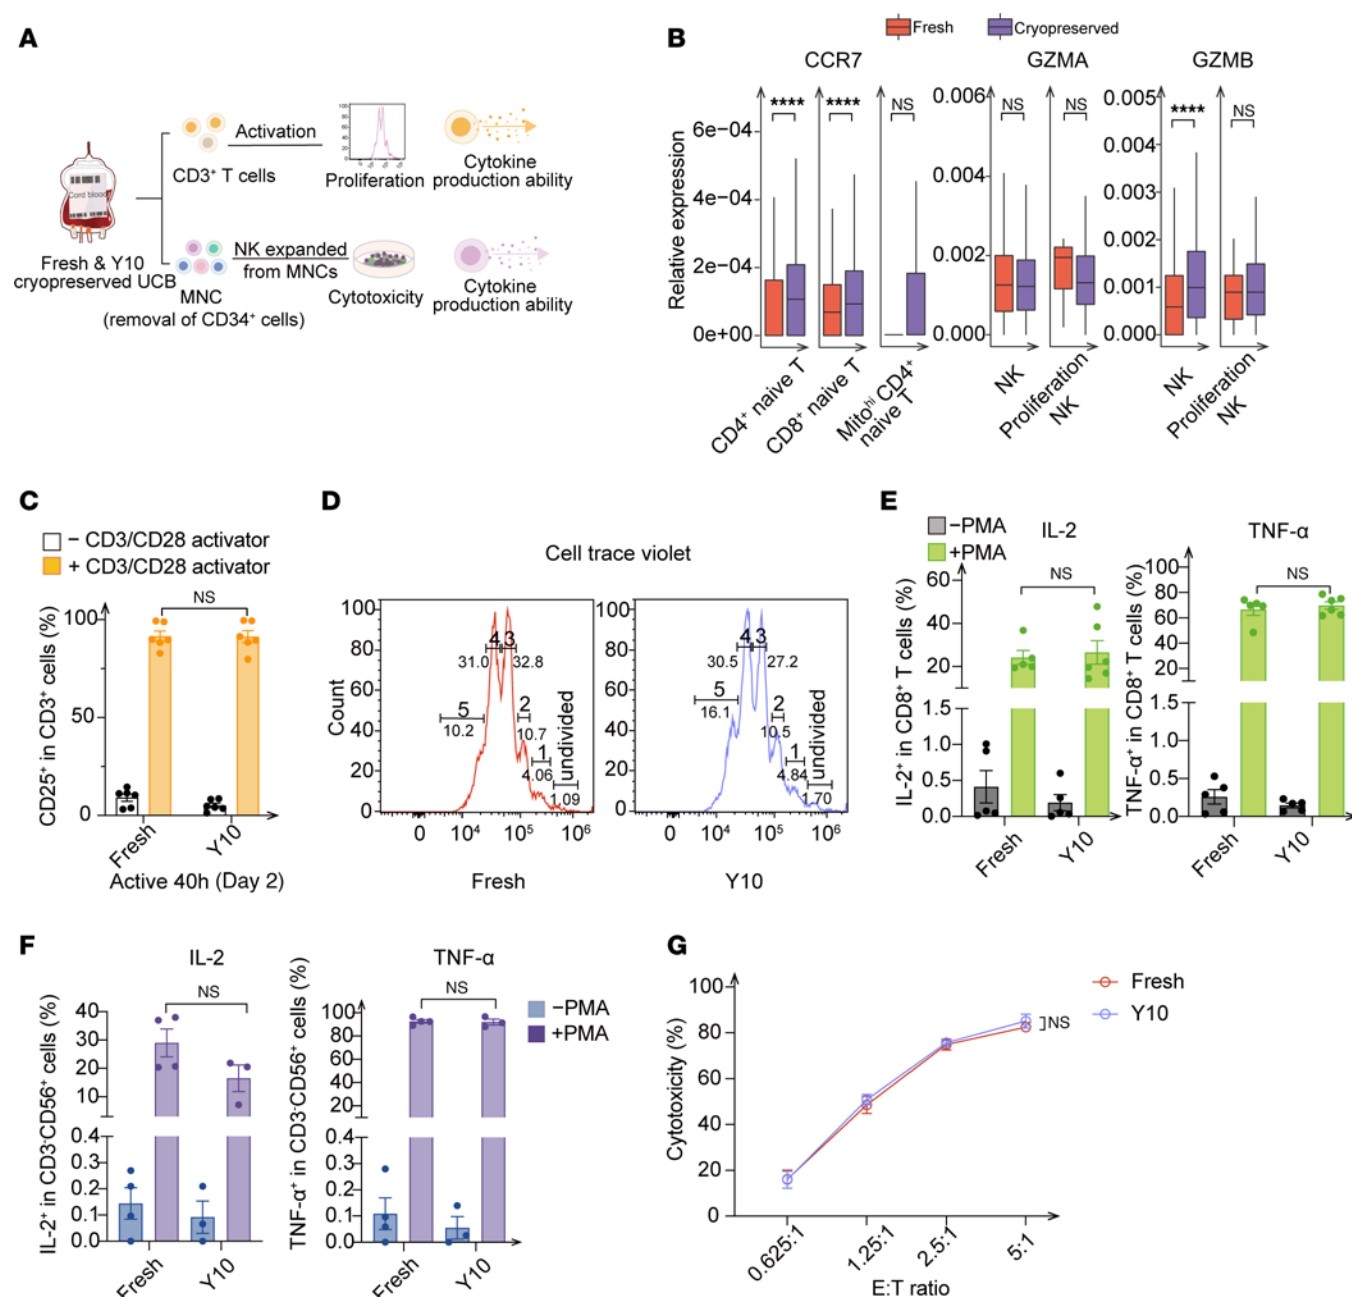 A
Cord blood
Fresh & Y10
cryopreserved UCB
CD3⁺ T cells
Activation
100
80
60
40
20
0
Proliferation
Cytokine
production ability
MNC
(removal of CD34⁺ cells)
NK expanded
from MNCs
Cytotoxicity
Cytokine
production ability
B
Fresh
Cryopreserved
CCR7
GZMA
GZMB
Relative expression
6e−04
4e−04
2e−04
0e+00
****
****
NS
CD4⁺ naive T
CD8⁺ naive T
Mitoʰⁱ CD4⁺
naive T
0.006
0.004
0.002
0.000
NS
NS
NK
Proliferation
NK
0.005
0.004
0.003
0.002
0.001
0.000
****
NS
NK
Proliferation
NK
C
− CD3/CD28 activator
+ CD3/CD28 activator
CD25⁺ in CD3⁺ cells (%)
100
50
0
NS
Fresh
Y10
Active 40h (Day 2)
D
Cell trace violet
Count
100
80
60
40
20
0
4
3
31.0
32.8
5
10.2
2
10.7
1
4.06
undivided
1.09
0
10⁴
10⁵
10⁶
Fresh
100
80
60
40
20
0
4
3
30.5
27.2
5
16.1
2
10.5
1
4.84
undivided
1.70
0
10⁴
10⁵
10⁶
Y10
E
−PMA
+PMA
IL-2
IL-2⁺ in CD8⁺ T cells (%)
60
40
20
1.5
1.0
0.5
0.0
NS
Fresh
Y10
TNF-α
TNF-α⁺ in CD8⁺ T cells (%)
100
80
60
40
20
1.5
1.0
0.5
0.0
NS
Fresh
Y10
F
IL-2
IL-2⁺ in CD3⁻CD56⁺ cells (%)
40
30
20
10
0.4
0.3
0.2
0.1
0.0
NS
Fresh
Y10
TNF-α
TNF-α⁺ in CD3⁻CD56⁺ cells (%)
100
80
60
40
20
0.4
0.3
0.2
0.1
0.0
NS
Fresh
Y10
−PMA
+PMA
G
Cytotoxicity (%)
100
80
60
40
20
0
Fresh
Y10
NS
0.625:1
1.25:1
2.5:1
5:1
E:T ratio